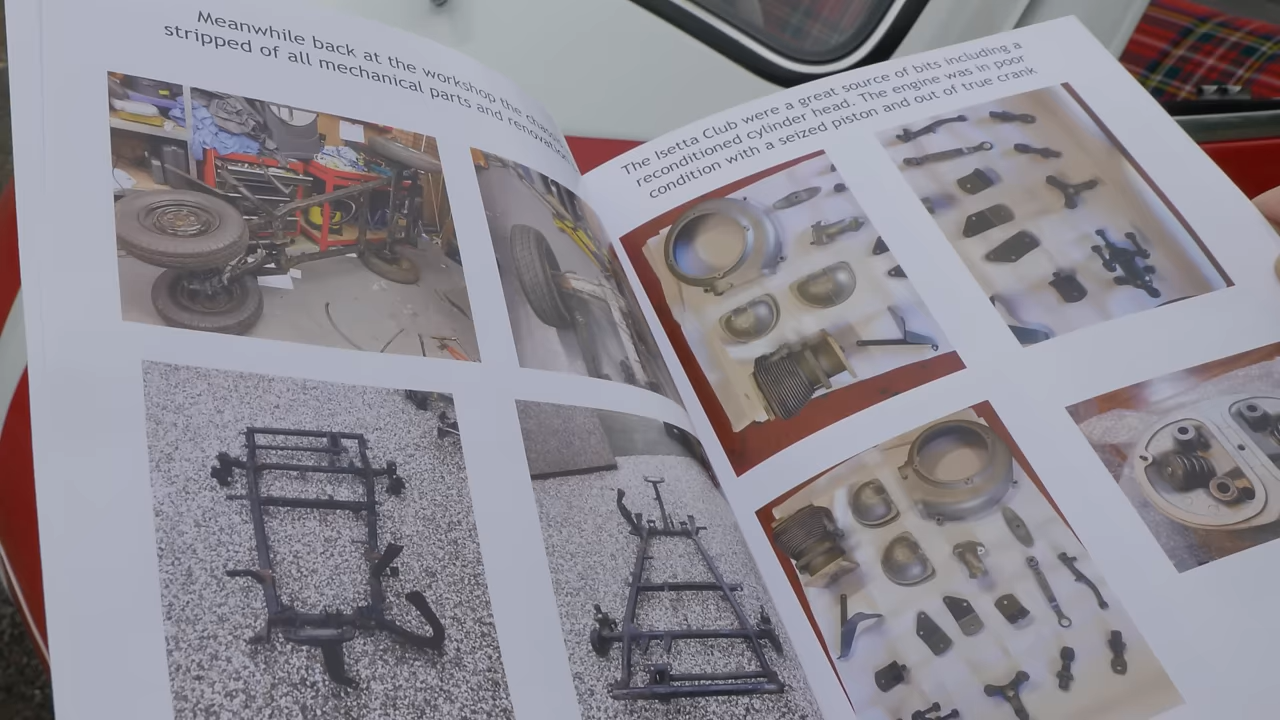 Meanwhile back at the workshop the chassis
stripped of all mechanical parts and renovation
The Isetta Club were a great source of bits including a
reconditioned cylinder head. The engine was in poor
condition with a seized piston and out of true crank